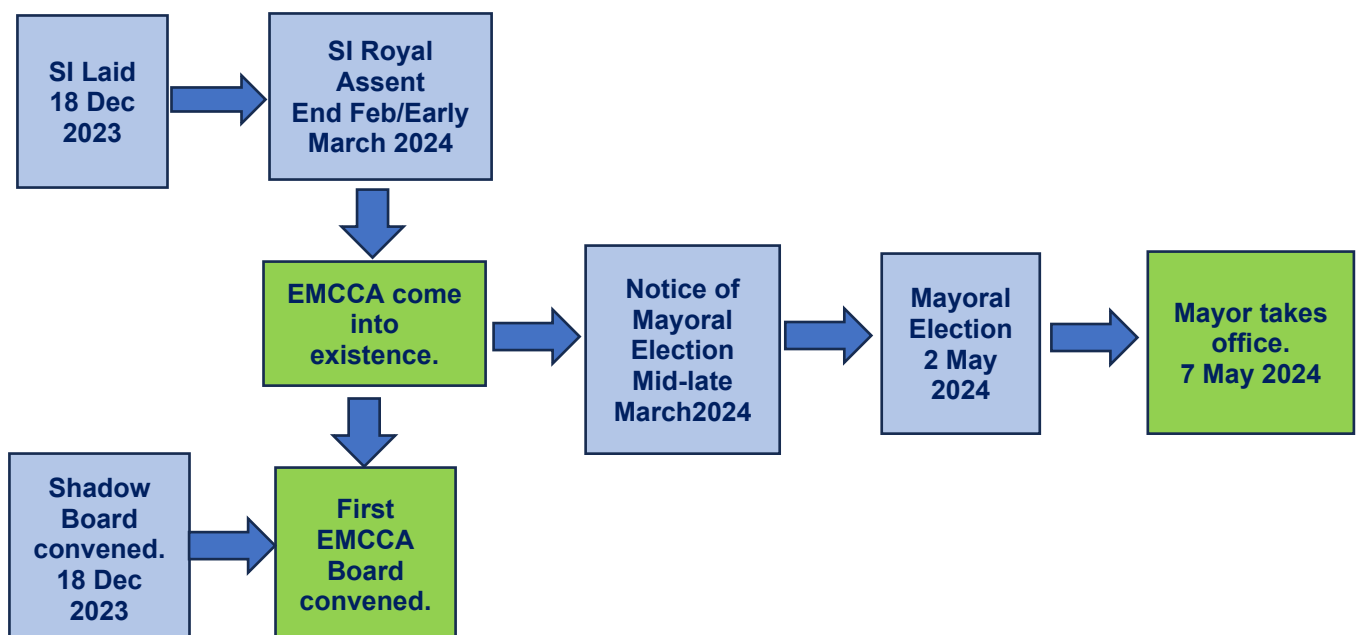 SI Laid
18 Dec
2023
SI Royal
Assent
End Feb/Early
March 2024
EMCCA come
into
existence.
Notice of
Mayoral
Election
Mid-late
March2024
Mayoral
Election
2 May
2024
Mayor takes
office.
7 May 2024
Shadow
Board
convened.
18 Dec
2023
First
EMCCA
Board
convened.